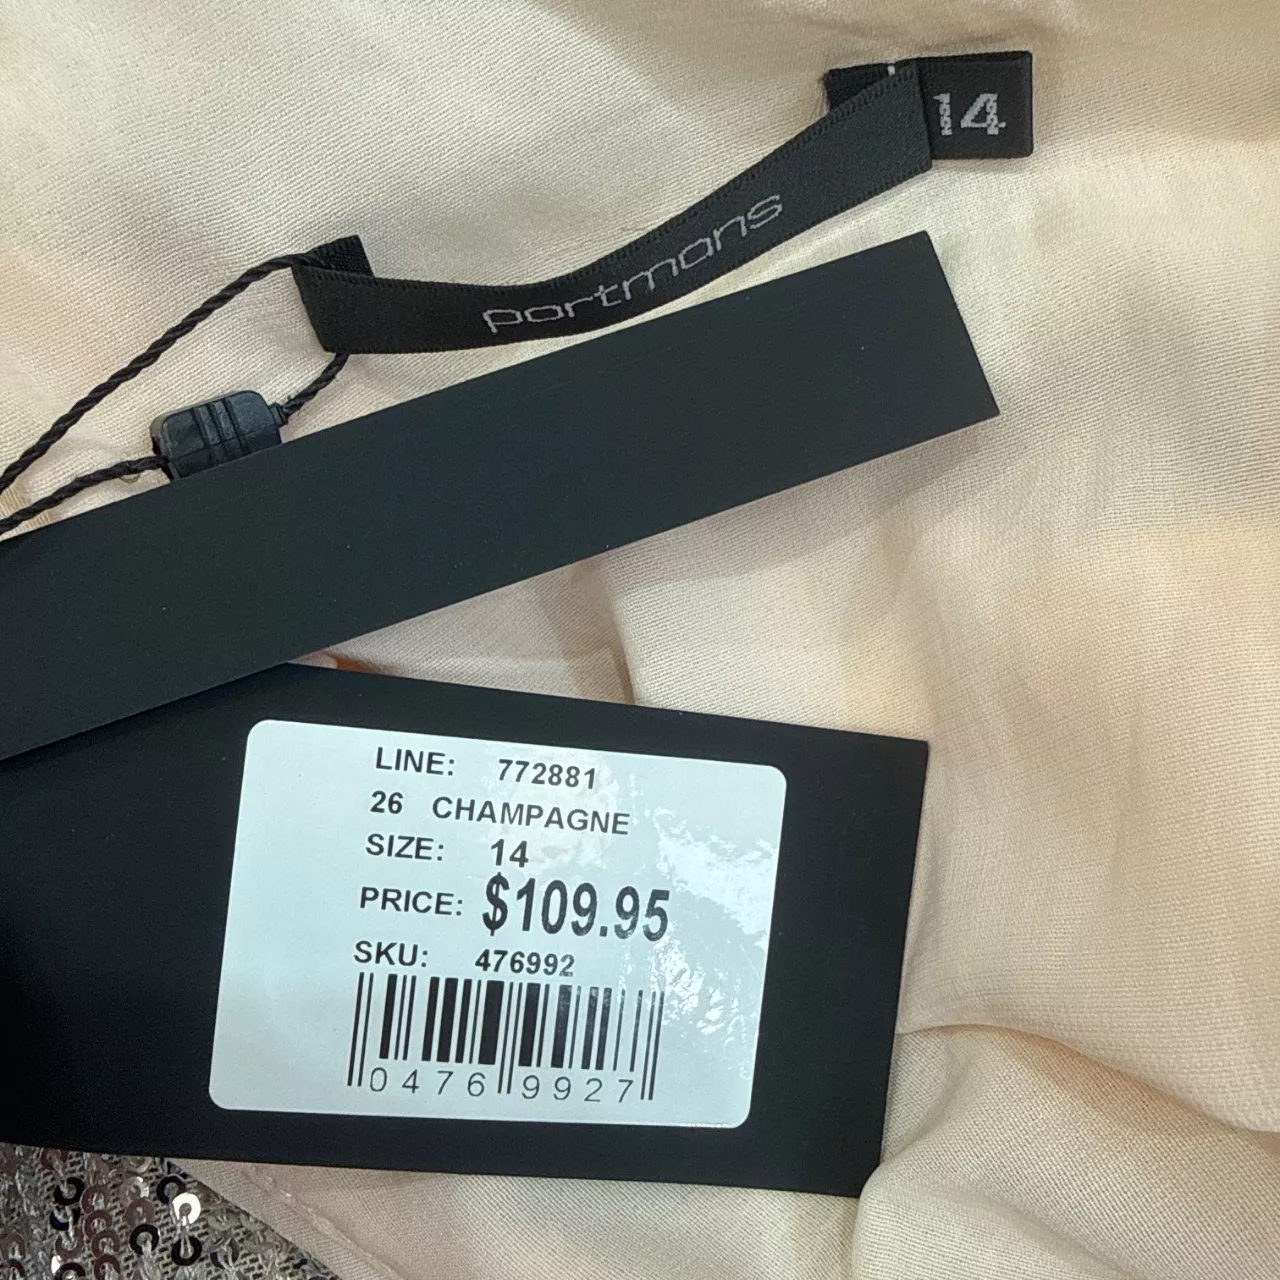 14
portmans
LINE: 772881
26 CHAMPAGNE
SIZE: 14
PRICE: $109.95
SKU: 476992
0476 9927